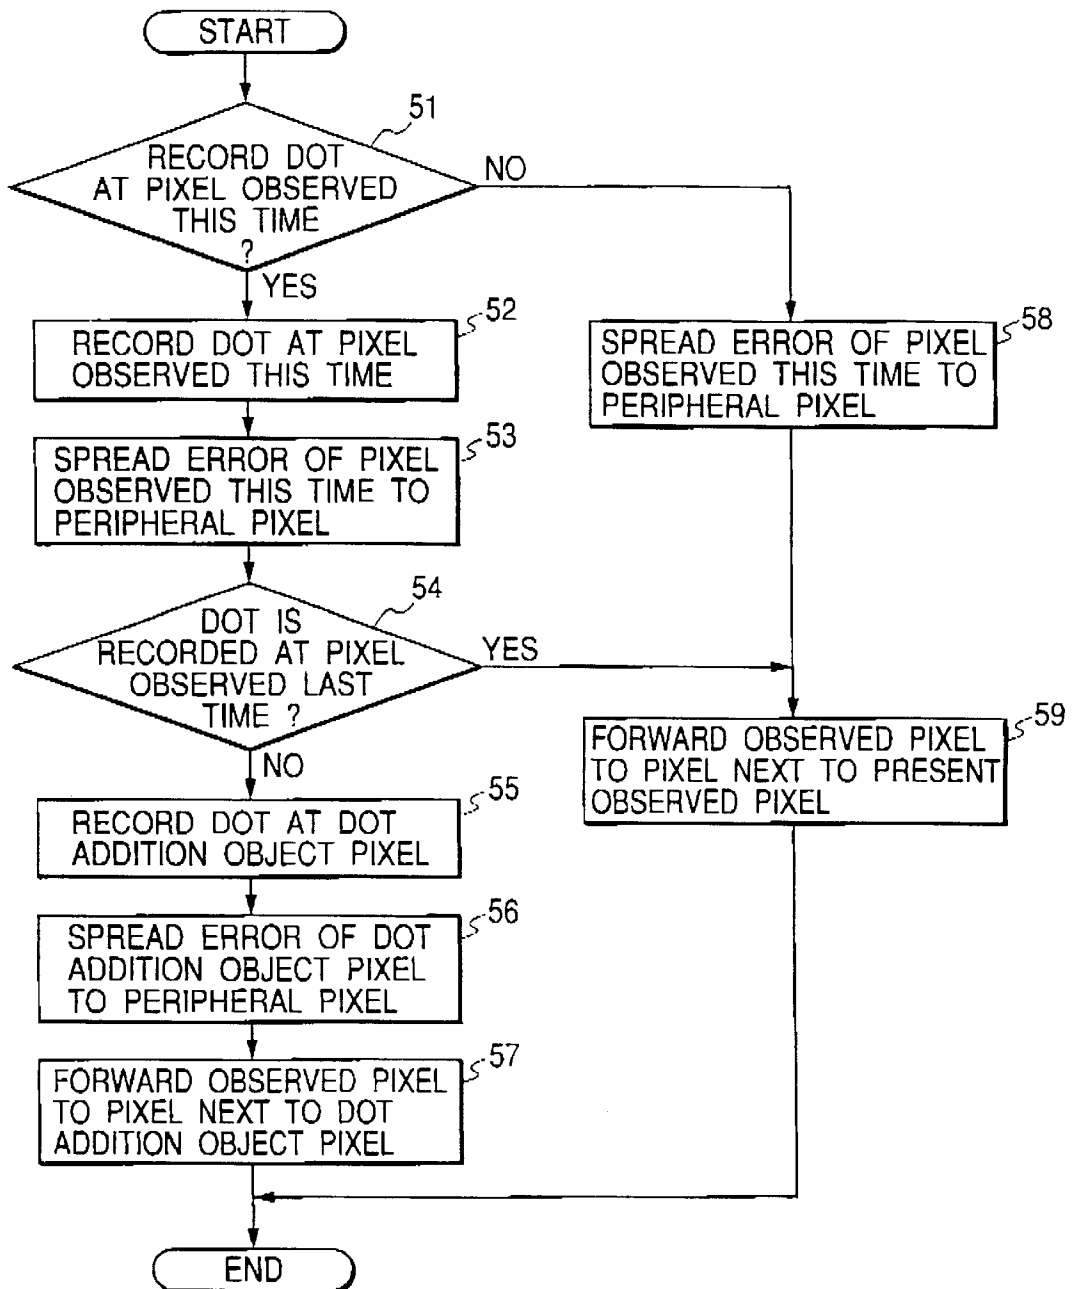 START
51
RECORD DOT
AT PIXEL OBSERVED
THIS TIME
?
NO
YES
52
RECORD DOT AT PIXEL
OBSERVED THIS TIME
58
SPREAD ERROR OF PIXEL
OBSERVED THIS TIME TO
PERIPHERAL PIXEL
53
SPREAD ERROR OF PIXEL
OBSERVED THIS TIME TO
PERIPHERAL PIXEL
54
DOT IS
RECORDED AT PIXEL
OBSERVED LAST
TIME ?
YES
NO
59
FORWARD OBSERVED PIXEL
TO PIXEL NEXT TO PRESENT
OBSERVED PIXEL
55
RECORD DOT AT DOT
ADDITION OBJECT PIXEL
56
SPREAD ERROR OF DOT
ADDITION OBJECT PIXEL
TO PERIPHERAL PIXEL
57
FORWARD OBSERVED PIXEL
TO PIXEL NEXT TO DOT
ADDITION OBJECT PIXEL
END